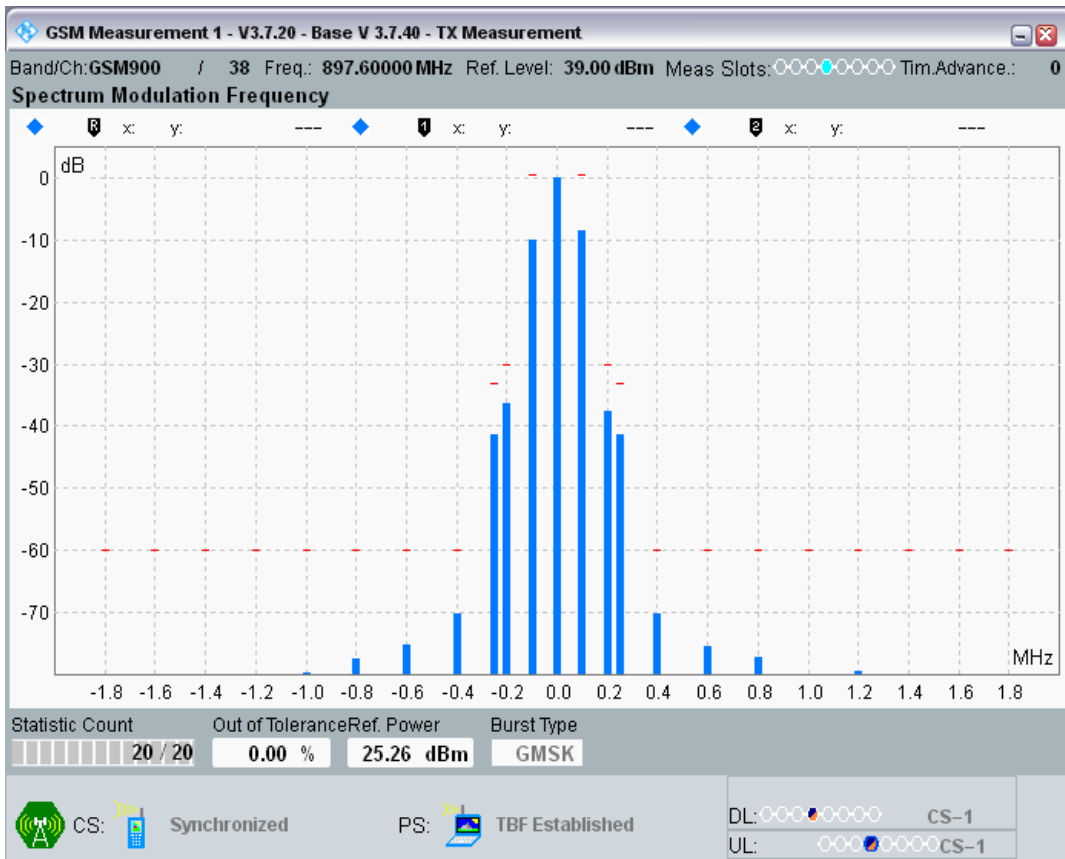 GSM Measurement 1 - V3.7.20 - Base V 3.7.40 - TX Measurement
Band/Ch:GSM900 / 38 Freq.: 897.60000 MHz Ref. Level: 39.00 dBm Meas Slots: Tim.Advance.: 0
Spectrum Modulation Frequency
R x: y: --- 1 x: y: --- 2 x: y: ---
dB
0
-10
-20
-30
-40
-50
-60
-70
MHz
-1.8 -1.6 -1.4 -1.2 -1.0 -0.8 -0.6 -0.4 -0.2 0.0 0.2 0.4 0.6 0.8 1.0 1.2 1.4 1.6 1.8
Statistic Count Out of Tolerance Ref. Power Burst Type
20 / 20 0.00 % 25.26 dBm GMSK
CS: Synchronized PS: TBF Established
DL: CS-1
UL: CS-1